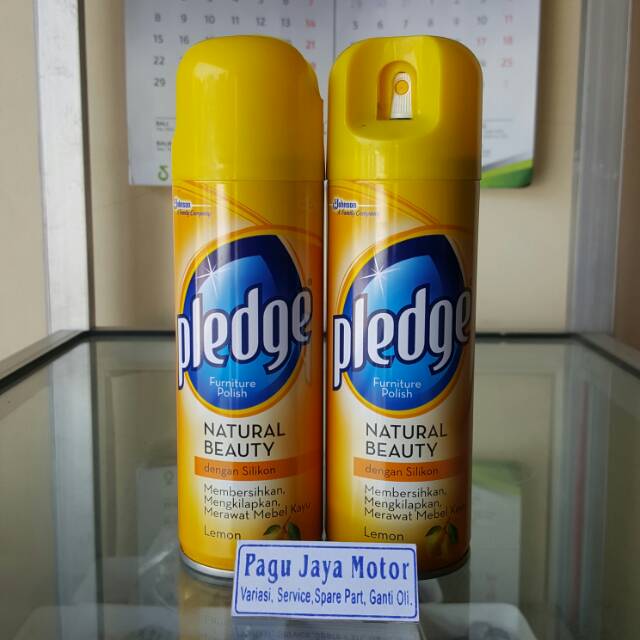 Johnson
A Family Company
pledge
Furniture
Polish
NATURAL
BEAUTY
dengan Silikon
Membersihkan,
Mengkilapkan,
Merawat Mebel Kayu
Lemon
Johnson
A Family Company
pledge
Furniture
Polish
NATURAL
BEAUTY
dengan Silikon
Membersihkan,
Mengkilapkan,
Merawat Mebel Kayu
Lemon
Pagu Jaya Motor
Variasi, Service,Spare Part, Ganti Oli.